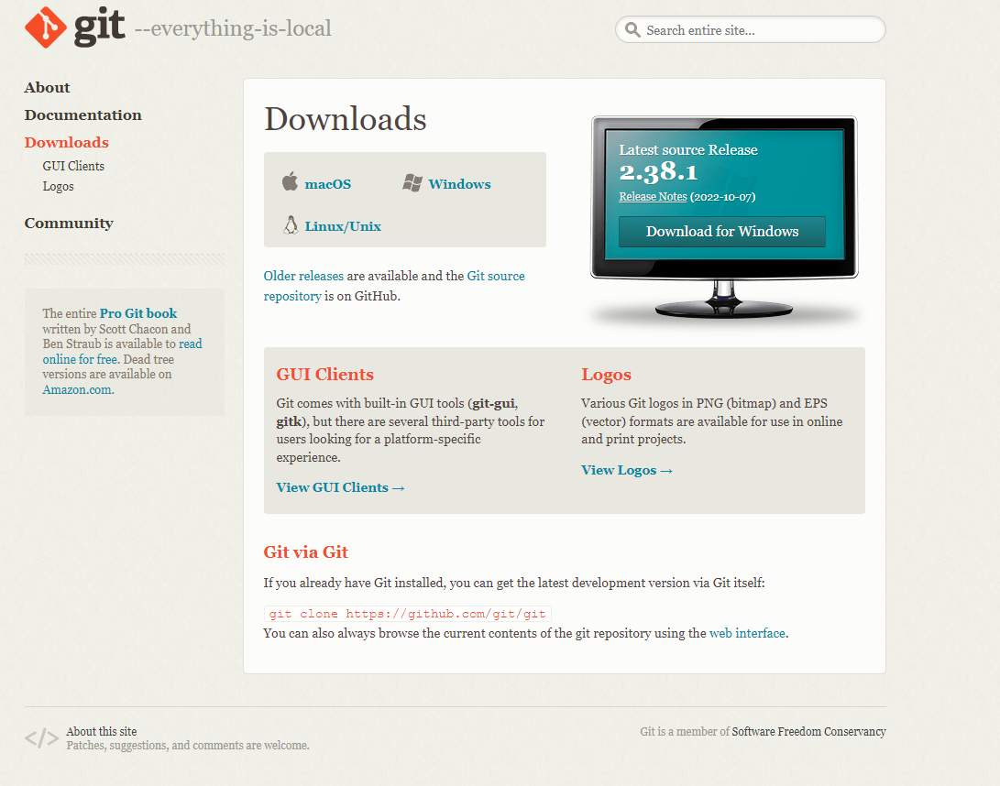 git --everything-is-local
Search entire site...
About
Documentation
Downloads
GUI Clients
Logos
Community
The entire Pro Git book
written by Scott Chacon and
Ben Straub is available to read
online for free. Dead tree
versions are available on
Amazon.com.
Downloads
macOS
Windows
Linux/Unix
Older releases are available and the Git source
repository is on GitHub.
Latest source Release
2.38.1
Release Notes (2022-10-07)
Download for Windows
GUI Clients
Git comes with built-in GUI tools (git-gui,
gitk), but there are several third-party tools for
users looking for a platform-specific
experience.
View GUI Clients →
Logos
Various Git logos in PNG (bitmap) and EPS
(vector) formats are available for use in online
and print projects.
View Logos →
Git via Git
If you already have Git installed, you can get the latest development version via Git itself:
git clone https://github.com/git/git
You can also always browse the current contents of the git repository using the web interface.
</> About this site
Patches, suggestions, and comments are welcome.
Git is a member of Software Freedom Conservancy